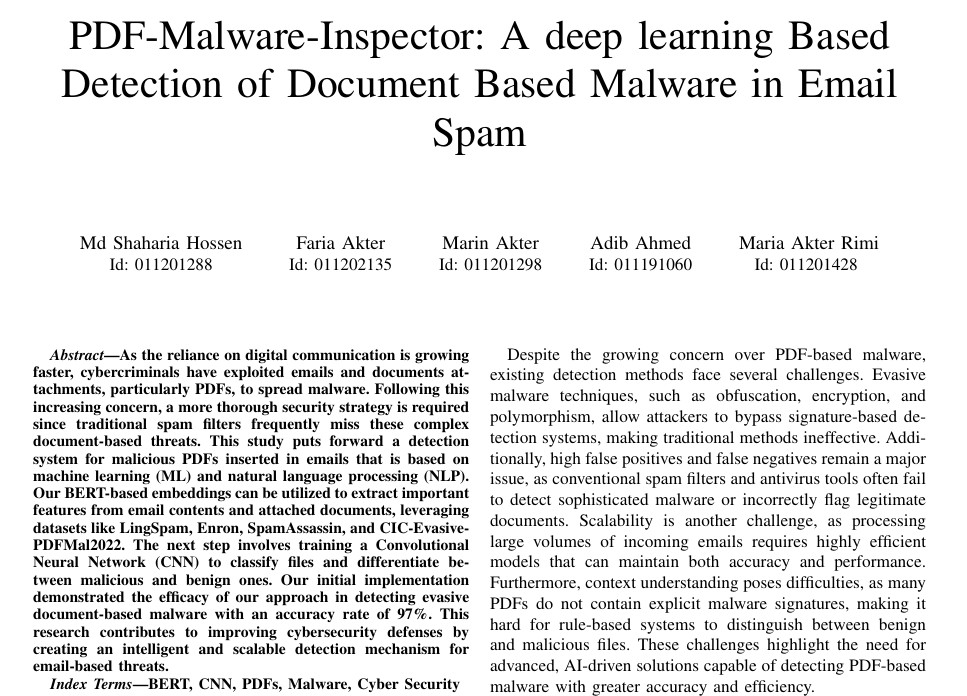 PDF-Malware-Inspector: A deep learning Based
Detection of Document Based Malware in Email
Spam
Md Shaharia Hossen
Id: 011201288
Faria Akter
Id: 011202135
Marin Akter
Id: 011201298
Adib Ahmed
Id: 011191060
Maria Akter Rimi
Id: 011201428
Abstract—As the reliance on digital communication is growing
faster, cybercriminals have exploited emails and documents at-
tachments, particularly PDFs, to spread malware. Following this
increasing concern, a more thorough security strategy is required
since traditional spam filters frequently miss these complex
document-based threats. This study puts forward a detection
system for malicious PDFs inserted in emails that is based on
machine learning (ML) and natural language processing (NLP).
Our BERT-based embeddings can be utilized to extract important
features from email contents and attached documents, leveraging
datasets like LingSpam, Enron, SpamAssassin, and CIC-Evasive-
PDFMal2022. The next step involves training a Convolutional
Neural Network (CNN) to classify files and differentiate be-
tween malicious and benign ones. Our initial implementation
demonstrated the efficacy of our approach in detecting evasive
document-based malware with an accuracy rate of 97%. This
research contributes to improving cybersecurity defenses by
creating an intelligent and scalable detection mechanism for
email-based threats.
Index Terms—BERT, CNN, PDFs, Malware, Cyber Security
Despite the growing concern over PDF-based malware,
existing detection methods face several challenges. Evasive
malware techniques, such as obfuscation, encryption, and
polymorphism, allow attackers to bypass signature-based de-
tection systems, making traditional methods ineffective. Addi-
tionally, high false positives and false negatives remain a major
issue, as conventional spam filters and antivirus tools often fail
to detect sophisticated malware or incorrectly flag legitimate
documents. Scalability is another challenge, as processing
large volumes of incoming emails requires highly efficient
models that can maintain both accuracy and performance.
Furthermore, context understanding poses difficulties, as many
PDFs do not contain explicit malware signatures, making it
hard for rule-based systems to distinguish between benign
and malicious files. These challenges highlight the need for
advanced, AI-driven solutions capable of detecting PDF-based
malware with greater accuracy and efficiency.